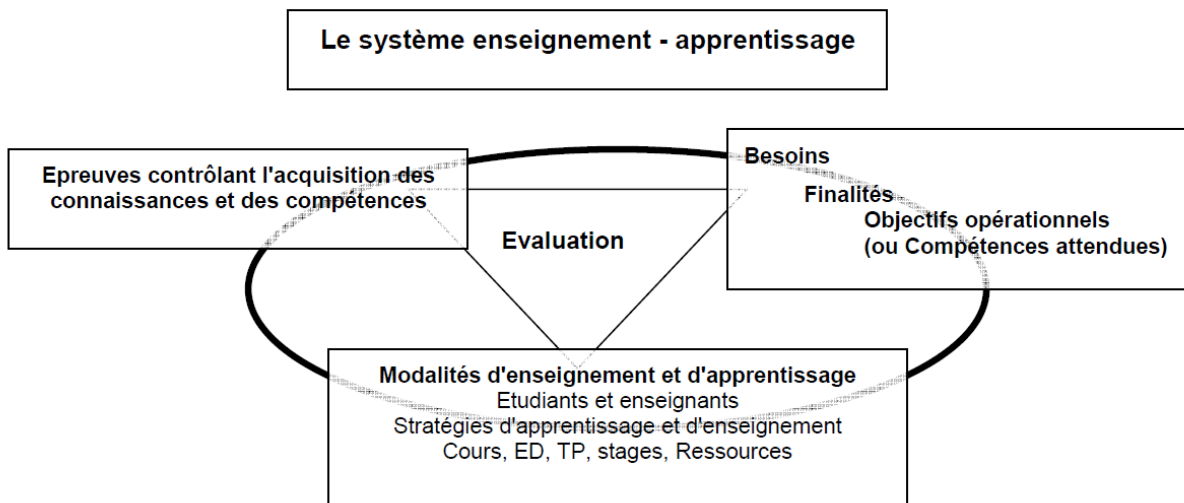 Le système enseignement - apprentissage
Epreuves contrôlant l'acquisition des
connaissances et des compétences
Besoins
Finalités
Objectifs opérationnels
(ou Compétences attendues)
Evaluation
Modalités d'enseignement et d'apprentissage
Etudiants et enseignants
Stratégies d'apprentissage et d'enseignement
Cours, ED, TP, stages, Ressources